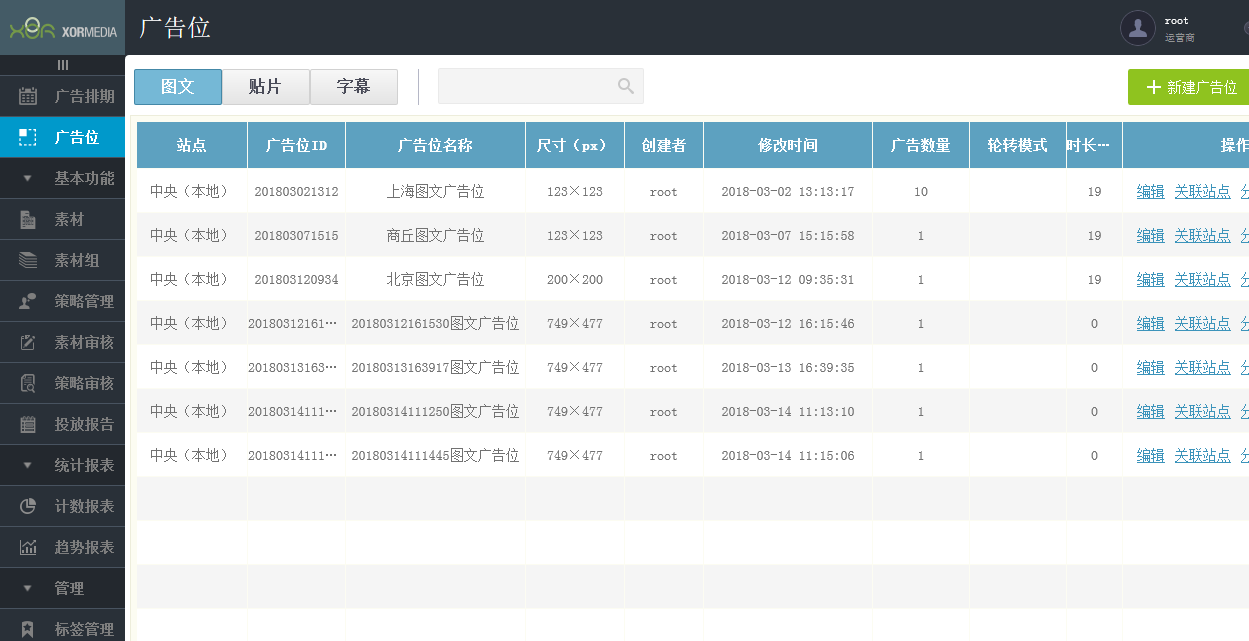 XOR XORMEDIA
广告位
root
运营商
广告排期
广告位
基本功能
素材
素材组
策略管理
素材审核
策略审核
投放报告
统计报表
计数报表
趋势报表
管理
标签管理
图文 贴片 字幕
新建广告位
站点 广告位ID 广告位名称 尺寸（px） 创建者 修改时间 广告数量 轮转模式 时长… 操作
中央（本地） 201803021312 上海图文广告位 123×123 root 2018-03-02 13:13:17 10 19 编辑 关联站点
中央（本地） 201803071515 商丘图文广告位 123×123 root 2018-03-07 15:15:58 1 19 编辑 关联站点
中央（本地） 201803120934 北京图文广告位 200×200 root 2018-03-12 09:35:31 1 19 编辑 关联站点
中央（本地） 20180312161… 20180312161530图文广告位 749×477 root 2018-03-12 16:15:46 1 0 编辑 关联站点
中央（本地） 20180313163… 20180313163917图文广告位 749×477 root 2018-03-13 16:39:35 1 0 编辑 关联站点
中央（本地） 20180314111… 20180314111250图文广告位 749×477 root 2018-03-14 11:13:10 1 0 编辑 关联站点
中央（本地） 20180314111… 20180314111445图文广告位 749×477 root 2018-03-14 11:15:06 1 0 编辑 关联站点